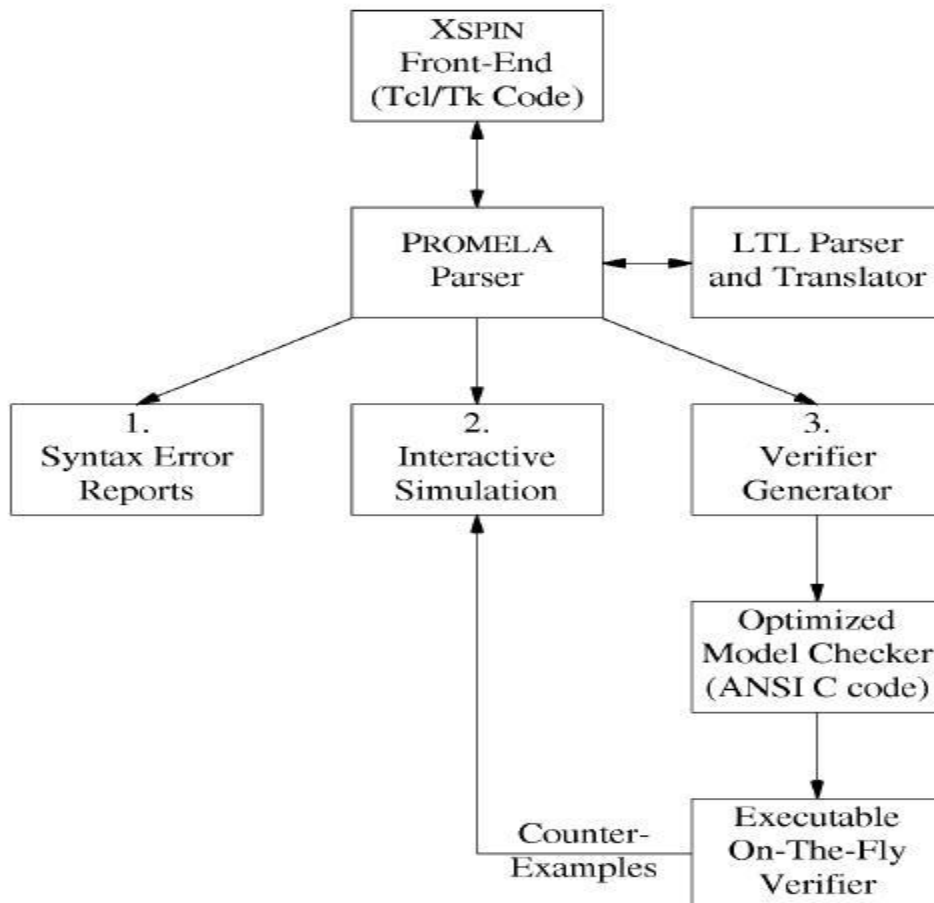 XSPIN
Front-End
(Tcl/Tk Code)
PROMELA
Parser
LTL Parser
and Translator
1.
Syntax Error
Reports
2.
Interactive
Simulation
3.
Verifier
Generator
Optimized
Model Checker
(ANSI C code)
Executable
On-The-Fly
Verifier
Counter-
Examples